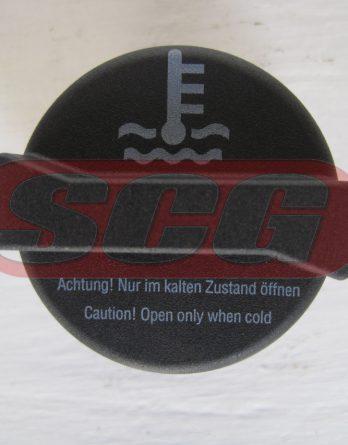 SCG
Achtung! Nur im kalten Zustand öffnen
Caution! Open only when cold